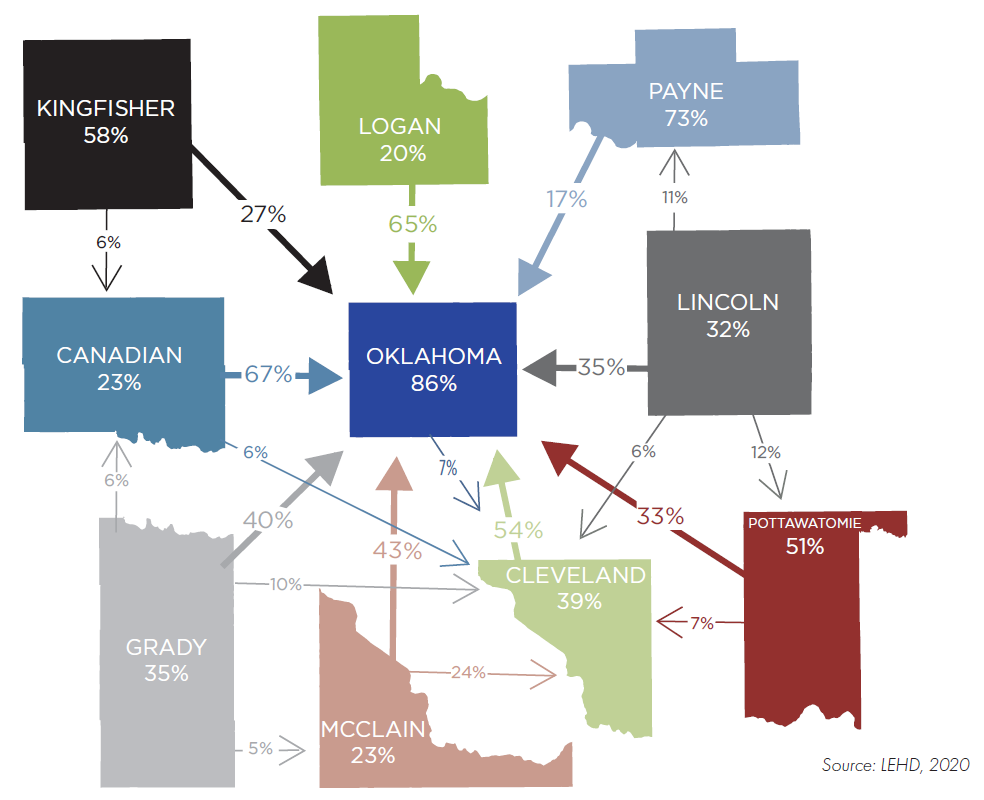 KINGFISHER
58%
LOGAN
20%
PAYNE
73%
27%
65%
17%
11%
6%
CANADIAN
23%
67%
OKLAHOMA
86%
35%
LINCOLN
32%
6%
6%
40%
43%
7%
54%
6%
12%
33%
POTTAWATOMIE
51%
10%
CLEVELAND
39%
7%
GRADY
35%
24%
5%
MCCLAIN
23%
Source: LEHD, 2020